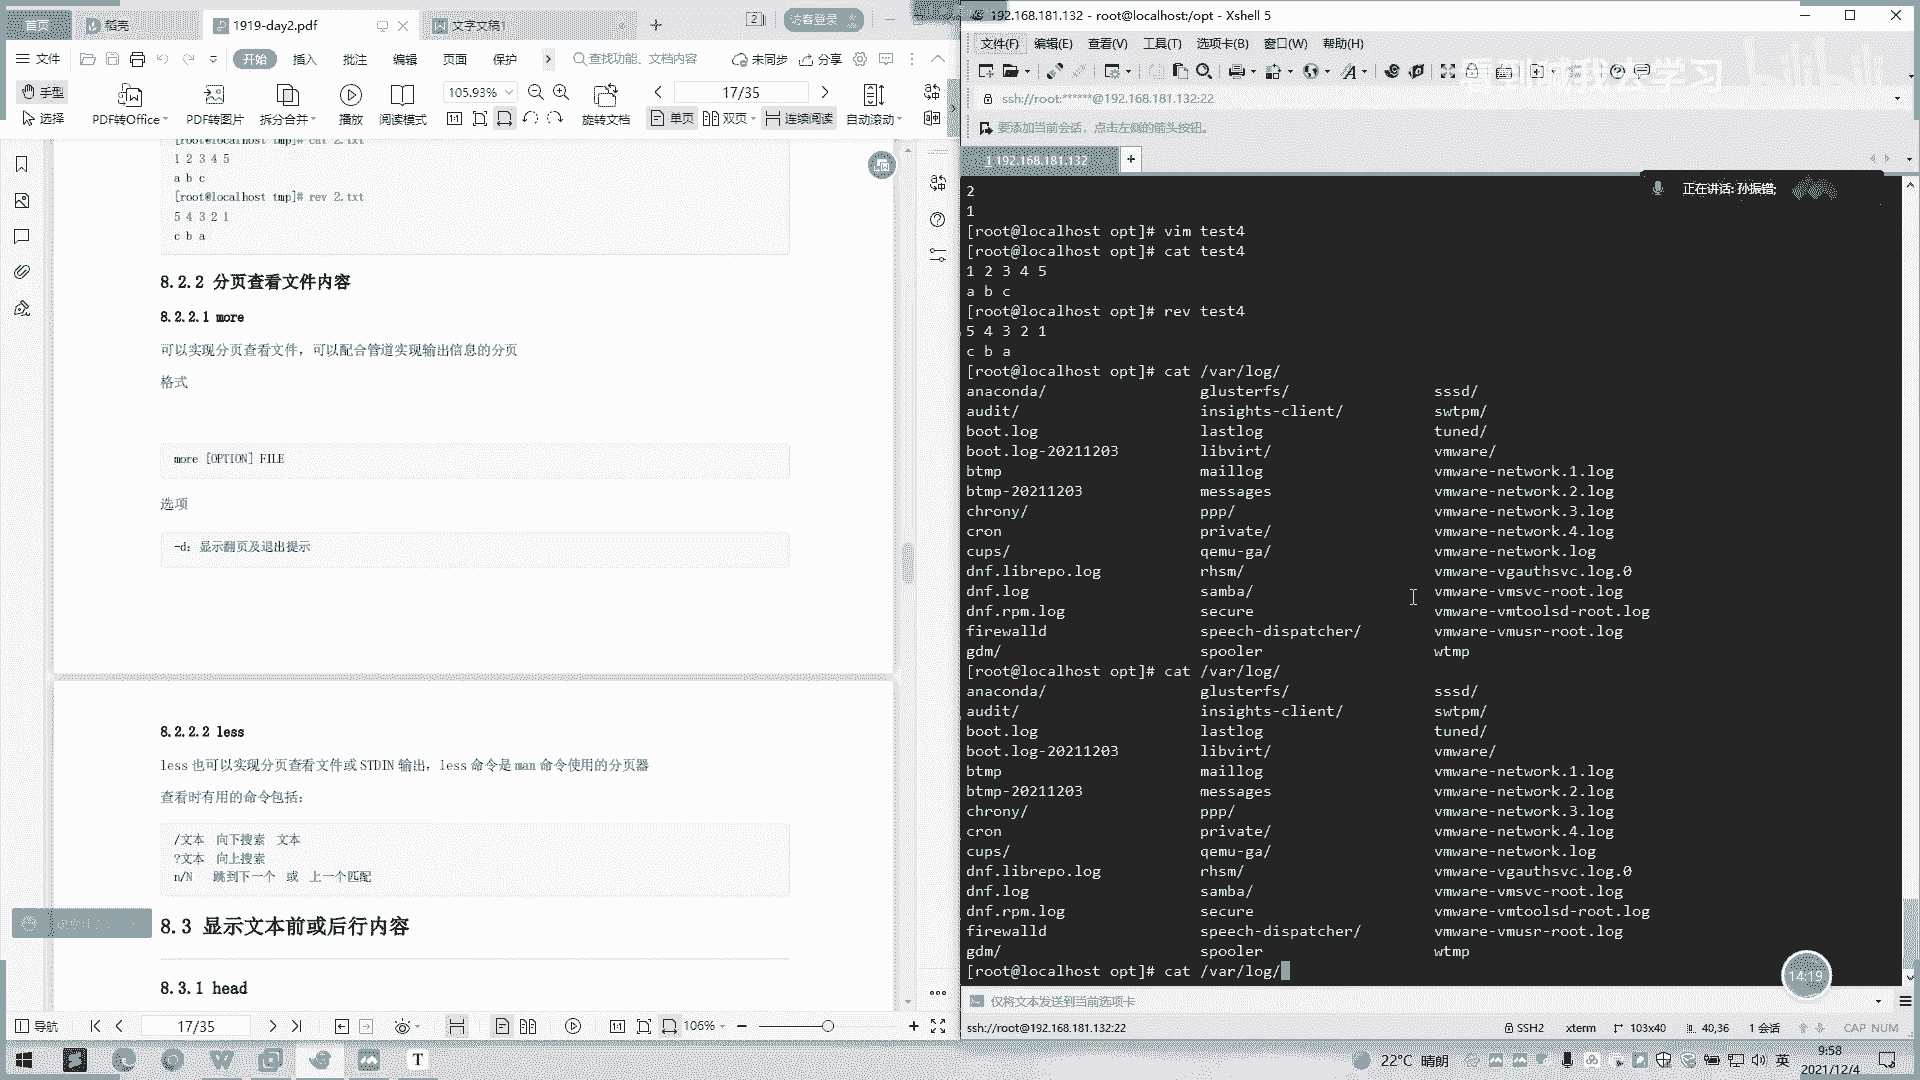 首页
稻壳
1919-day2.pdf
文字文稿1
2
访客登录
文件
开始
插入
批注
编辑
页面
保护
查找功能、文档内容
未同步
分享
手型
选择
PDF转Office
PDF转图片
拆分合并
播放
阅读模式
105.93%
旋转文档
17/35
单页
双页
连续阅读
自动滚动
[root@localhost tmp]# cat 2.txt
1 2 3 4 5
a b c
[root@localhost tmp]# rev 2.txt
5 4 3 2 1
c b a
8.2.2 分页查看文件内容
8.2.2.1 more
可以实现分页查看文件，可以配合管道实现输出信息的分页
格式
more [OPTION] FILE
选项
-d: 显示翻页及退出提示
8.2.2.2 less
less 也可以实现分页查看文件或 STDIN 输出，less 命令是 man 命令使用的分页器
查看时有用的命令包括：
/文本 向下搜索 文本
?文本 向上搜索
n/N 跳到下一个 或 上一个匹配
8.3 显示文本前或后行内容
8.3.1 head
导航
17/35
106%
192.168.181.132 - root@localhost:/opt - Xshell 5
文件(F) 编辑(E) 查看(V) 工具(T) 选项卡(B) 窗口(W) 帮助(H)
看到喊我去学习
ssh://root:******@192.168.181.132:22
要添加当前会话，点击左侧的箭头按钮。
1 192.168.181.132
正在讲话: 孙振错;
2
1
[root@localhost opt]# vim test4
[root@localhost opt]# cat test4
1 2 3 4 5
a b c
[root@localhost opt]# rev test4
5 4 3 2 1
c b a
[root@localhost opt]# cat /var/log/
anaconda/ glusterfs/ sssd/
audit/ insights-client/ swtpm/
boot.log lastlog tuned/
boot.log-20211203 libvirt/ vmware/
btmp maillog vmware-network.1.log
btmp-20211203 messages vmware-network.2.log
chrony/ ppp/ vmware-network.3.log
cron private/ vmware-network.4.log
cups/ qemu-ga/ vmware-network.log
dnf.librepo.log rhsm/ vmware-vgauthsvc.log.0
dnf.log samba/ vmware-vmsvc-root.log
dnf.rpm.log secure vmware-vmtoolsd-root.log
firewalld speech-dispatcher/ vmware-vmusr-root.log
gdm/ spooler wtmp
[root@localhost opt]# cat /var/log/
anaconda/ glusterfs/ sssd/
audit/ insights-client/ swtpm/
boot.log lastlog tuned/
boot.log-20211203 libvirt/ vmware/
btmp maillog vmware-network.1.log
btmp-20211203 messages vmware-network.2.log
chrony/ ppp/ vmware-network.3.log
cron private/ vmware-network.4.log
cups/ qemu-ga/ vmware-network.log
dnf.librepo.log rhsm/ vmware-vgauthsvc.log.0
dnf.log samba/ vmware-vmsvc-root.log
dnf.rpm.log secure vmware-vmtoolsd-root.log
firewalld speech-dispatcher/ vmware-vmusr-root.log
gdm/ spooler wtmp
[root@localhost opt]# cat /var/log/
14:19
仅将文本发送到当前选项卡
ssh://root@192.168.181.132:22
SSH2 xterm 103x40 40,36 1 会话 CAP NUM
22°C 晴朗
英
9:58
2021/12/4